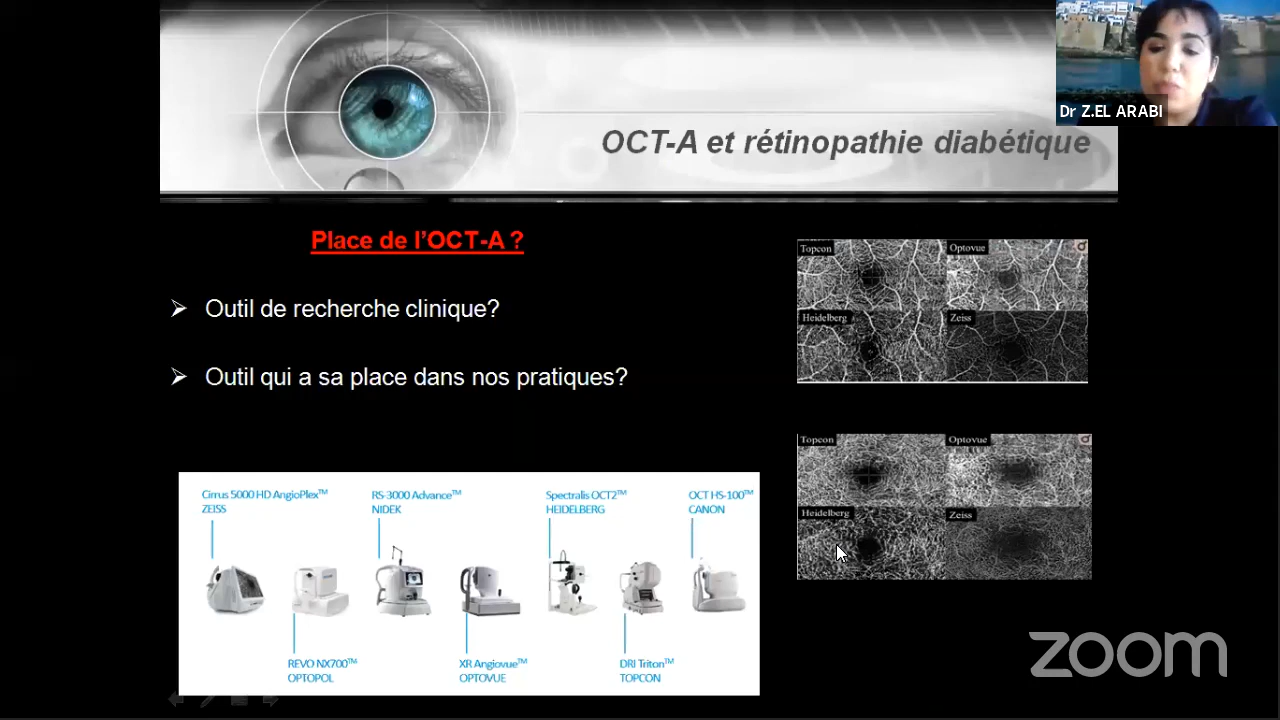 Dr Z.EL ARABI
OCT-A et rétinopathie diabétique
Place de l'OCT-A ?
Outil de recherche clinique?
Outil qui a sa place dans nos pratiques?
Topcon
Optovue
Heidelberg
Zeiss
Topcon
Optovue
Heidelberg
Zeiss
Cirrus 5000 HD AngioPlex™
ZEISS
RS-3000 Advance™
NIDEK
Spectralis OCT2™
HEIDELBERG
OCT HS-100™
CANON
REVO NX700™
OPTOPOL
XR Angiovue™
OPTOVUE
DRI Triton™
TOPCON
zoom